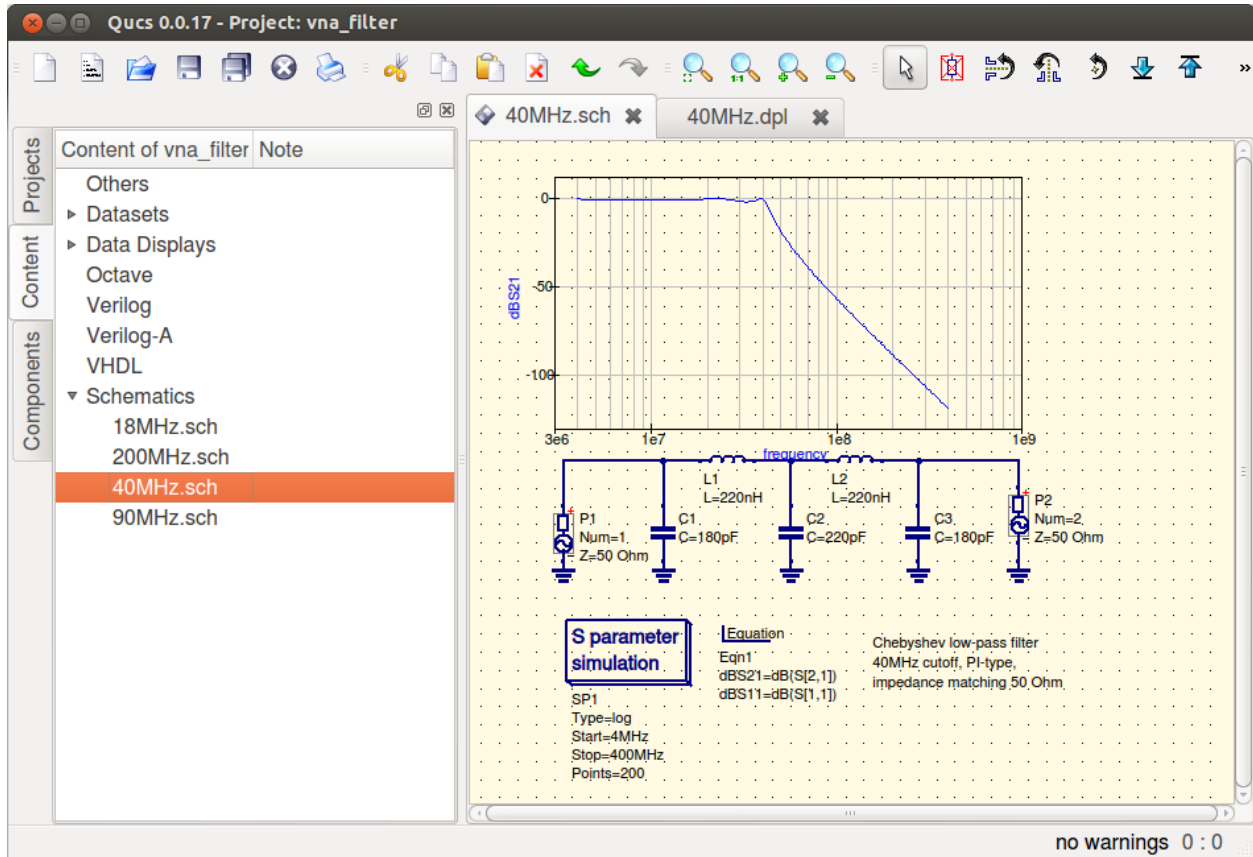 Qucs 0.0.17 - Project: vna_filter
1:1
»
Projects
Content
Components
Content of vna_filter Note
Others
Datasets
Data Displays
Octave
Verilog
Verilog-A
VHDL
Schematics
18MHz.sch
200MHz.sch
40MHz.sch
90MHz.sch
40MHz.sch
40MHz.dpl
0
-50
-100
dBS21
3e6 1e7 1e8 1e9
frequency
L1
L=220nH
L2
L=220nH
P1
Num=1
Z=50 Ohm
C1
C=180pF
C2
C=220pF
C3
C=180pF
P2
Num=2
Z=50 Ohm
S parameter
simulation
SP1
Type=log
Start=4MHz
Stop=400MHz
Points=200
Equation
Eqn1
dBS21=dB(S[2,1])
dBS11=dB(S[1,1])
Chebyshev low-pass filter
40MHz cutoff, PI-type,
impedance matching 50 Ohm
no warnings 0 : 0